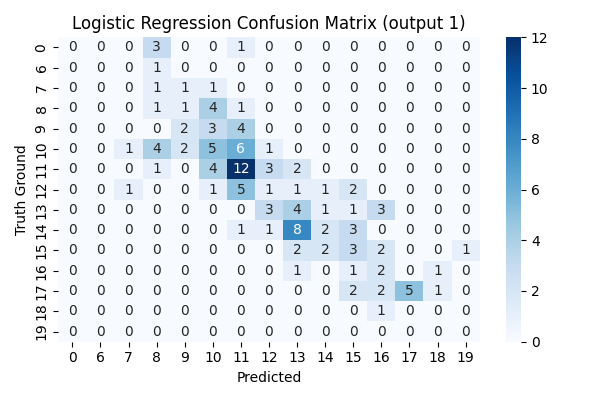 Logistic Regression Confusion Matrix (output 1)
Truth Ground
0 0 0 0 3 0 0 1 0 0 0 0 0 0 0 0
6 0 0 0 1 0 0 0 0 0 0 0 0 0 0 0
7 0 0 0 1 1 1 0 0 0 0 0 0 0 0 0
8 0 0 0 1 1 4 1 0 0 0 0 0 0 0 0
9 0 0 0 0 2 3 4 0 0 0 0 0 0 0 0
10 0 0 1 4 2 5 6 1 0 0 0 0 0 0 0
11 0 0 0 1 0 4 12 3 2 0 0 0 0 0 0
12 0 0 1 0 0 1 5 1 1 1 2 0 0 0 0
13 0 0 0 0 0 0 0 3 4 1 1 3 0 0 0
14 0 0 0 0 0 0 1 1 8 2 3 0 0 0 0
15 0 0 0 0 0 0 0 0 2 2 3 2 0 0 1
16 0 0 0 0 0 0 0 0 1 0 1 2 0 1 0
17 0 0 0 0 0 0 0 0 0 0 2 2 5 1 0
18 0 0 0 0 0 0 0 0 0 0 0 1 0 0 0
19 0 0 0 0 0 0 0 0 0 0 0 0 0 0 0
0 6 7 8 9 10 11 12 13 14 15 16 17 18 19
Predicted
12
10
8
6
4
2
0